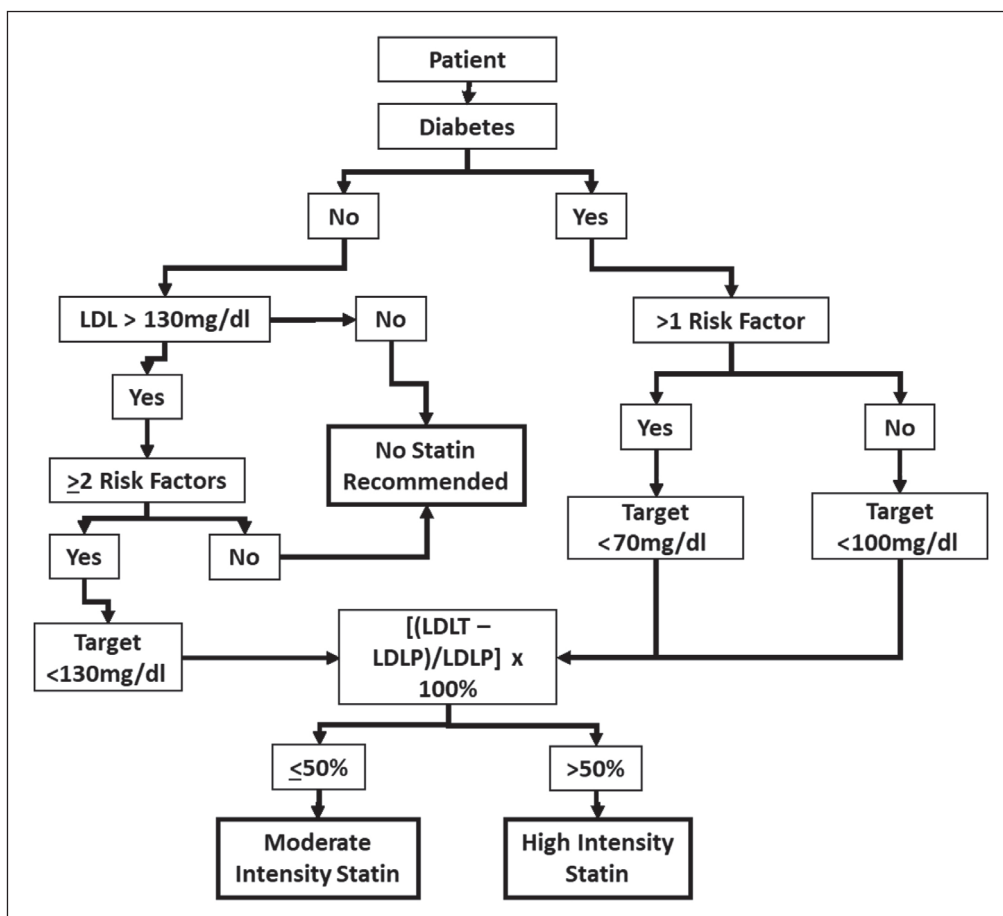 Patient
Diabetes
No
Yes
LDL > 130mg/dl
No
>1 Risk Factor
Yes
Yes
No
No Statin
Recommended
≥2 Risk Factors
Target
<70mg/dl
Target
<100mg/dl
Yes
No
Target
<130mg/dl
[(LDLT –
LDLP)/LDLP] x
100%
≤50%
>50%
Moderate
Intensity Statin
High Intensity
Statin